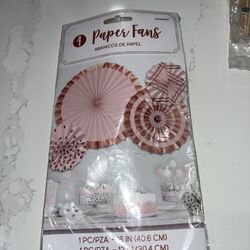 amscan
4 Paper Fans
ABANICOS DE PAPEL
1 PC/PZA - 16 IN (40.6 CM)
1 PC/PZA - 12 IN (30.4 CM)